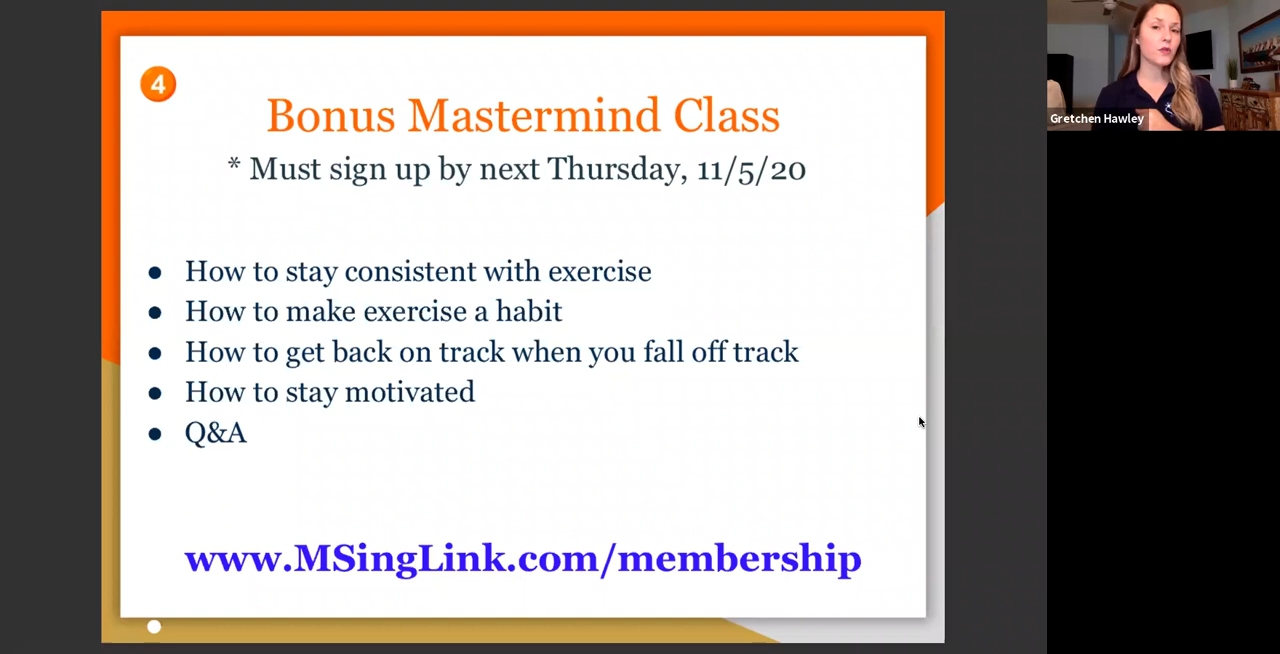 4
Bonus Mastermind Class
* Must sign up by next Thursday, 11/5/20
● How to stay consistent with exercise
● How to make exercise a habit
● How to get back on track when you fall off track
● How to stay motivated
● Q&A
www.MSingLink.com/membership
Gretchen Hawley